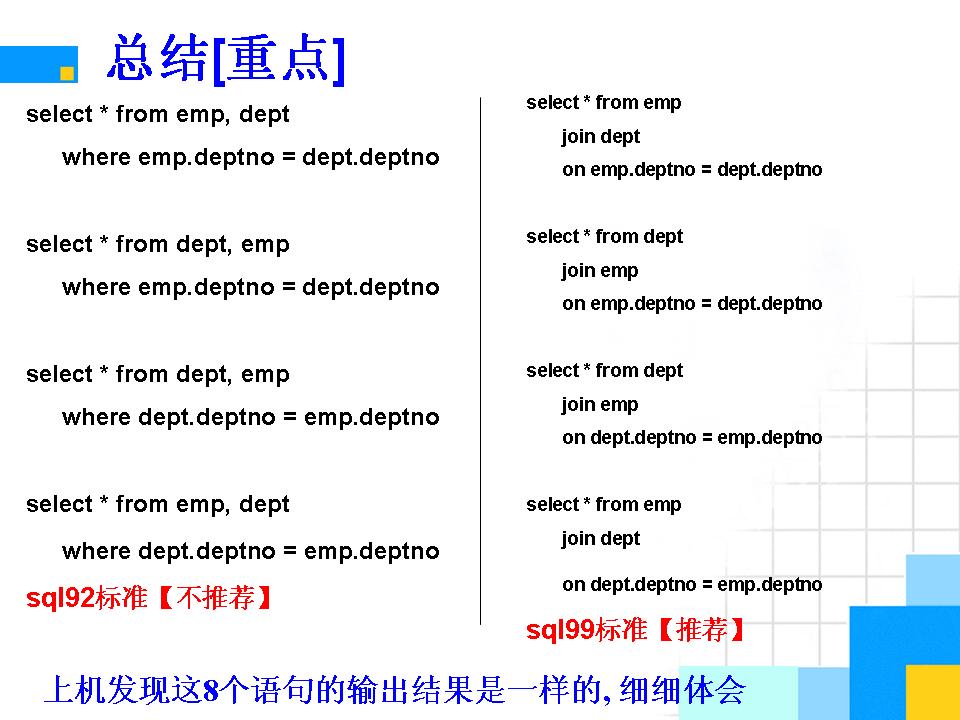 总结[重点]
select * from emp, dept
where emp.deptno = dept.deptno
select * from dept, emp
where emp.deptno = dept.deptno
select * from dept, emp
where dept.deptno = emp.deptno
select * from emp, dept
where dept.deptno = emp.deptno
sql92标准【不推荐】
select * from emp
join dept
on emp.deptno = dept.deptno
select * from dept
join emp
on emp.deptno = dept.deptno
select * from dept
join emp
on dept.deptno = emp.deptno
select * from emp
join dept
on dept.deptno = emp.deptno
sql99标准【推荐】
上机发现这8个语句的输出结果是一样的, 细细体会